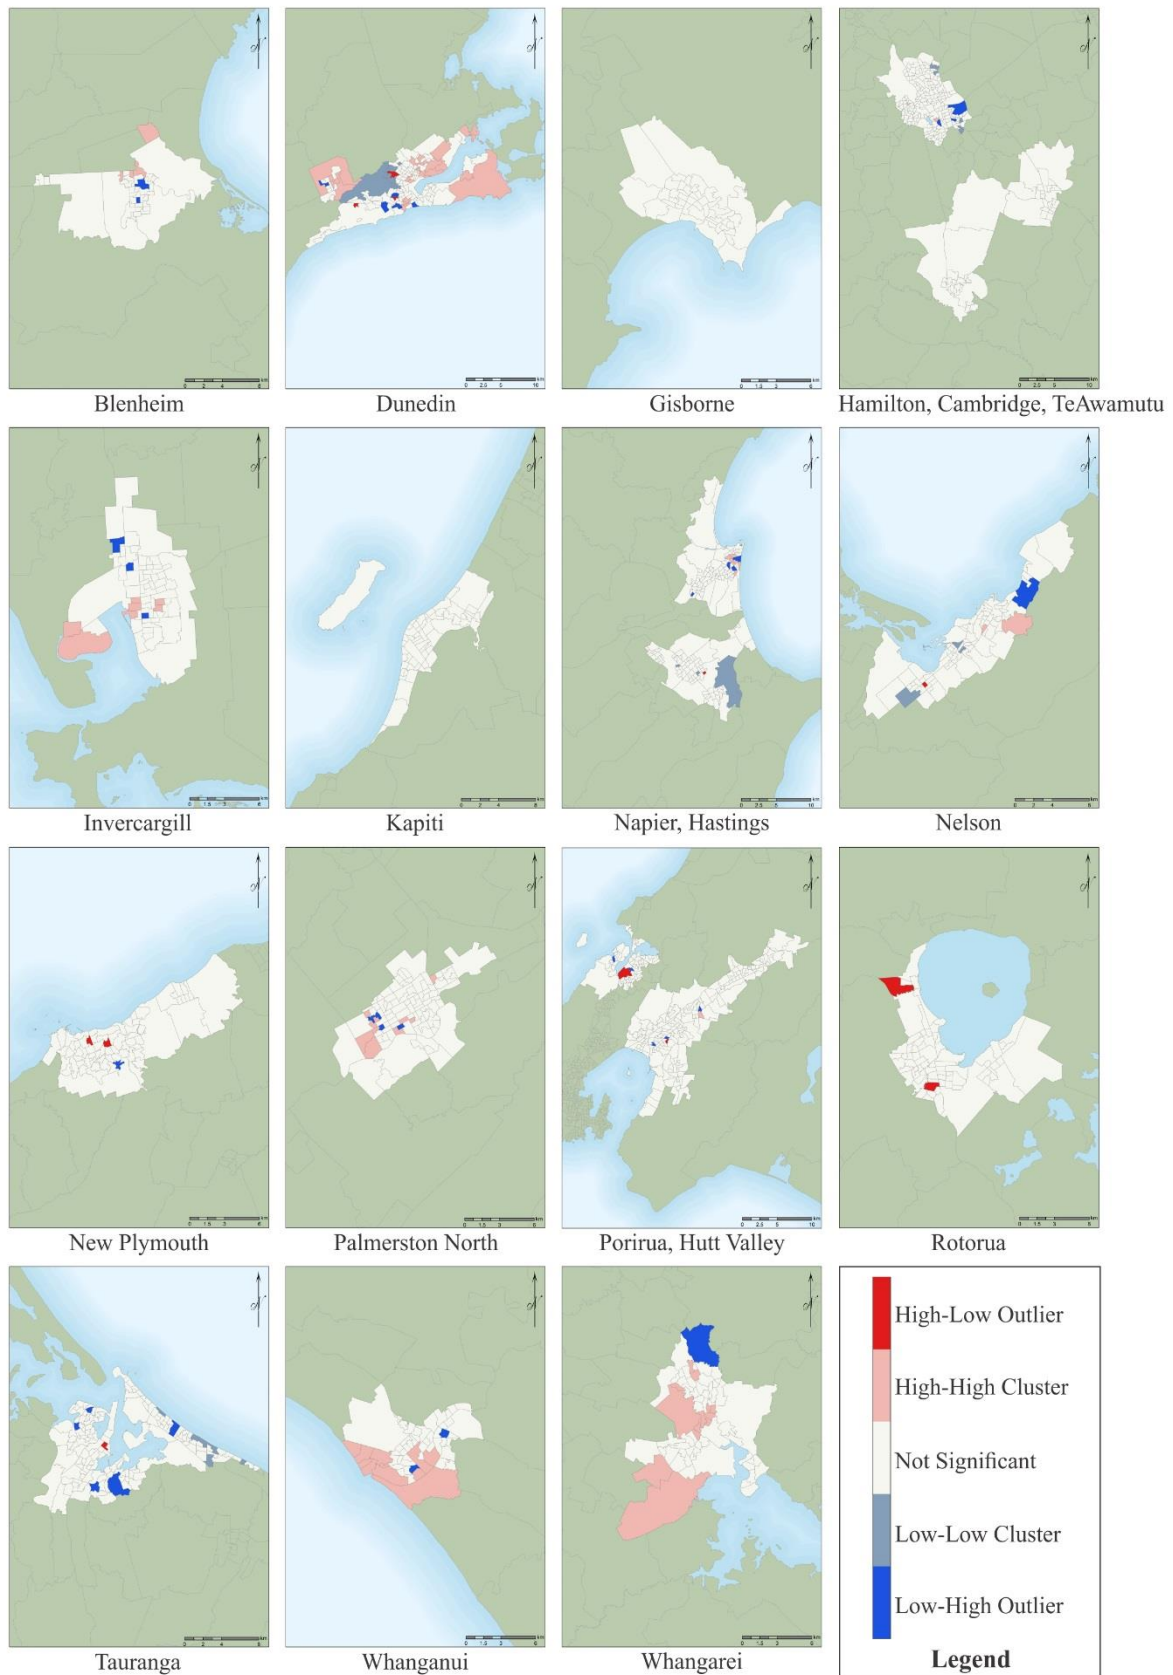 Blenheim
Dunedin
Gisborne
Hamilton, Cambridge, TeAwamutu
Invercargill
Kapiti
Napier, Hastings
Nelson
New Plymouth
Palmerston North
Porirua, Hutt Valley
Rotorua
High-Low Outlier
High-High Cluster
Not Significant
Low-Low Cluster
Low-High Outlier
Legend
Tauranga
Whanganui
Whangarei